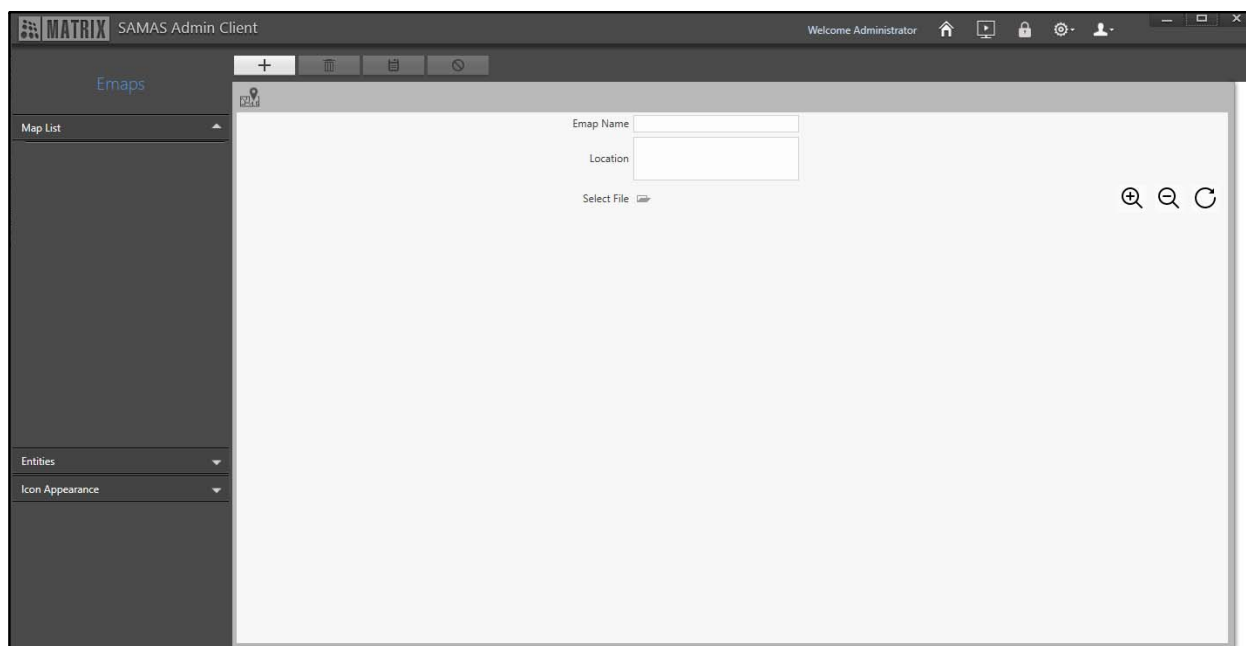 MATRIX SAMAS Admin Client
Welcome Administrator
Emaps
Map List
Emap Name
Location
Select File
Entities
Icon Appearance